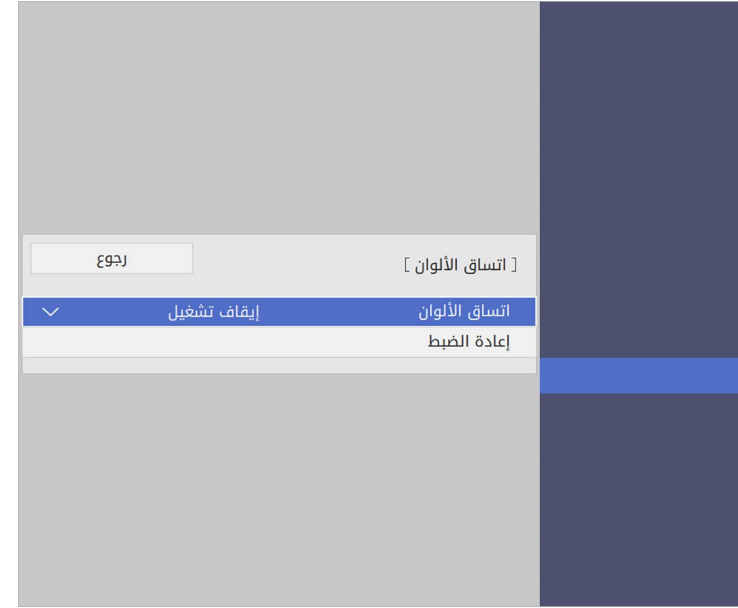 رجوع
[ اتساق الألوان ]
اتساق الألوان إيقاف تشغيل
إعادة الضبط